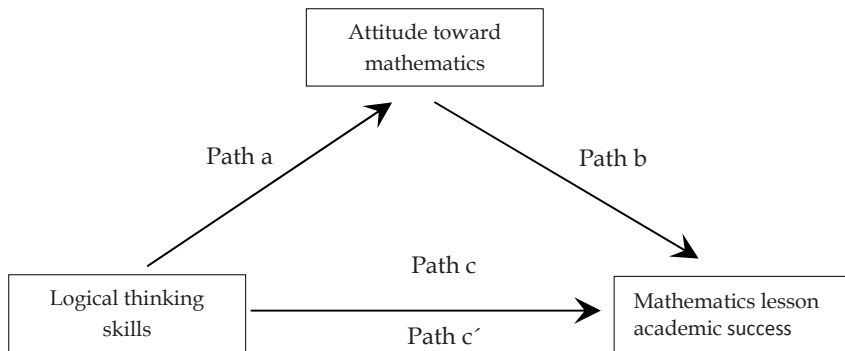 Attitude toward
mathematics
Path a
Path b
Path c
Logical thinking
skills
Mathematics lesson
academic success
Path c´